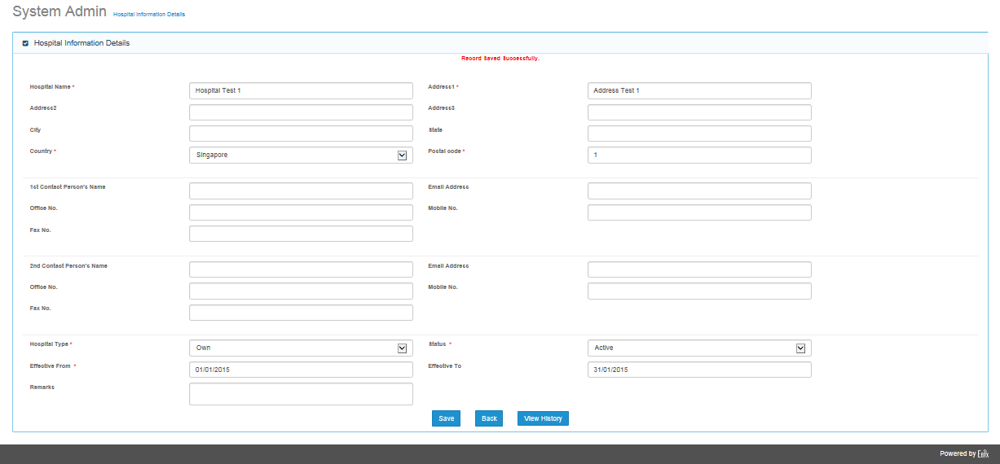 System Admin Hospital Information Details
Hospital Information Details
Record Saved Successfully.
Hospital Name * Hospital Test 1 Address1 * Address Test 1
Address2 Address3
City State
Country * Singapore Postal code * 1
1st Contact Person's Name Email Address
Office No. Mobile No.
Fax No.
2nd Contact Person's Name Email Address
Office No. Mobile No.
Fax No.
Hospital Type * Own Status * Active
Effective From * 01/01/2015 Effective To 31/01/2015
Remarks
Save Back View History
Powered by Ebix